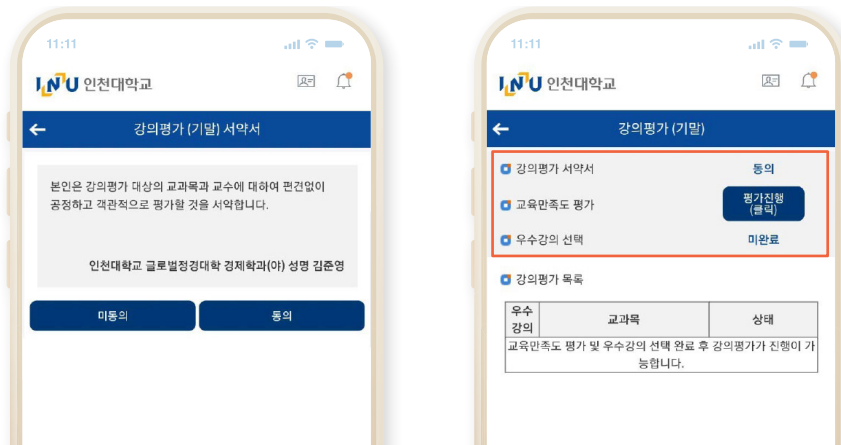 11:11
INU 인천대학교
강의평가 (기말) 서약서
본인은 강의평가 대상의 교과목과 교수에 대하여 편견없이
공정하고 객관적으로 평가할 것을 서약합니다.
인천대학교 글로벌정경대학 경제학과(야) 성명 김준영
미동의
동의
11:11
INU 인천대학교
강의평가 (기말)
강의평가 서약서
동의
교육만족도 평가
평가진행
(클릭)
우수강의 선택
미완료
강의평가 목록
우수
강의
교과목
상태
교육만족도 평가 및 우수강의 선택 완료 후 강의평가가 진행이 가
능합니다.